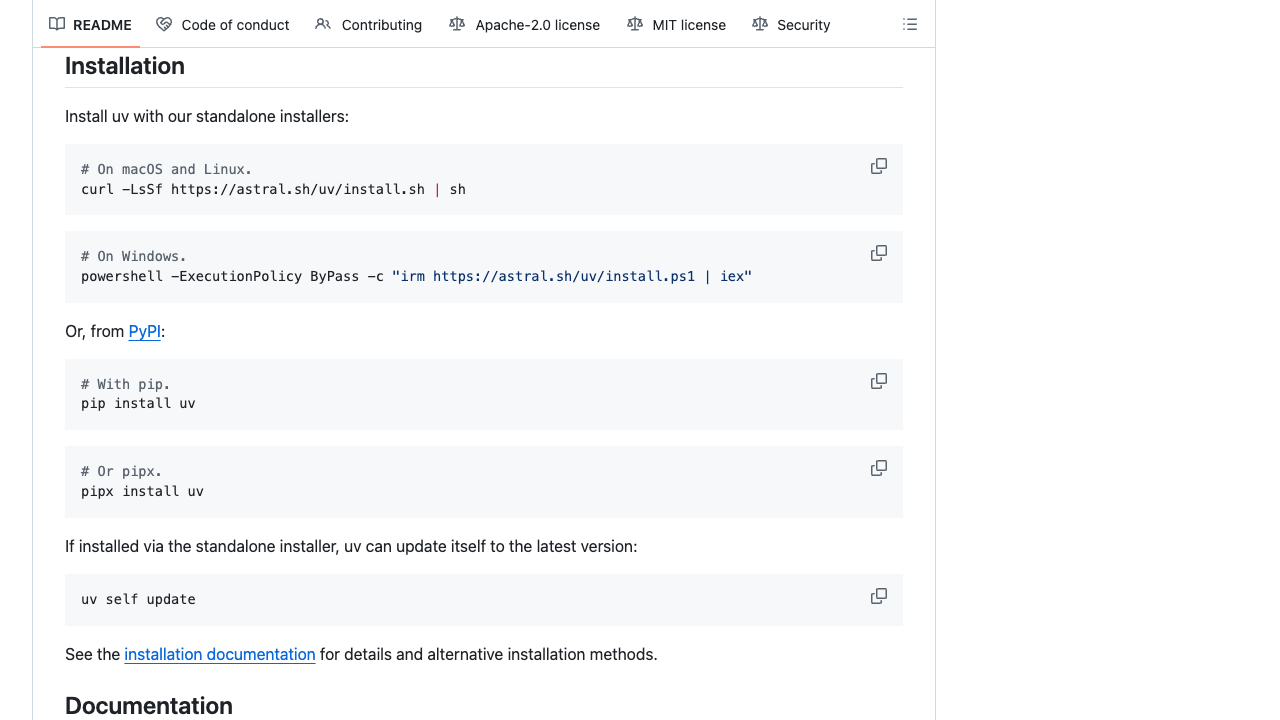 README
Code of conduct
Contributing
Apache-2.0 license
MIT license
Security
Installation
Install uv with our standalone installers:
# On macOS and Linux.
curl -LsSf https://astral.sh/uv/install.sh | sh
# On Windows.
powershell -ExecutionPolicy ByPass -c "irm https://astral.sh/uv/install.ps1 | iex"
Or, from PyPI:
# With pip.
pip install uv
# Or pipx.
pipx install uv
If installed via the standalone installer, uv can update itself to the latest version:
uv self update
See the installation documentation for details and alternative installation methods.
Documentation